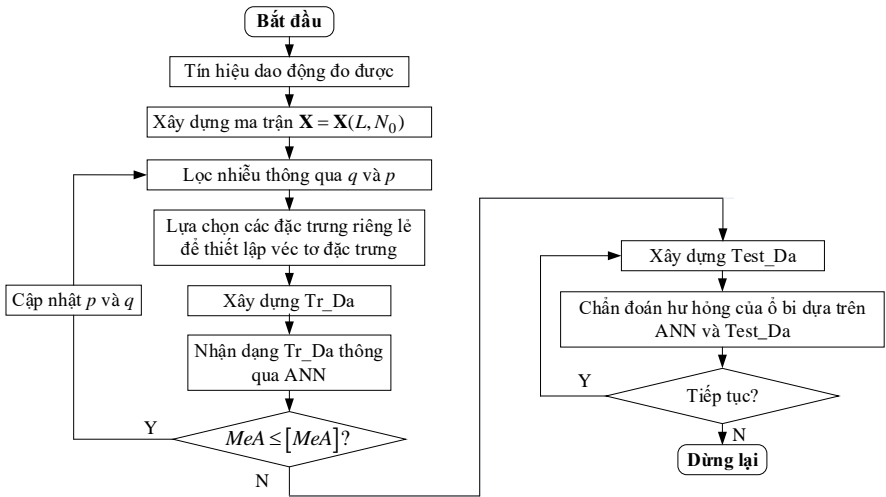 Bắt đầu
Tín hiệu dao động đo được
Xây dựng ma trận X = X(L, N₀)
Lọc nhiễu thông qua q và p
Lựa chọn các đặc trưng riêng lẻ
để thiết lập véc tơ đặc trưng
Cập nhật p và q
Xây dựng Tr_Da
Nhận dạng Tr_Da thông
qua ANN
Y
MeA ≤ [MeA]?
N
Xây dựng Test_Da
Chẩn đoán hư hỏng của ổ bi dựa trên
ANN và Test_Da
Y
Tiếp tục?
N
Dừng lại